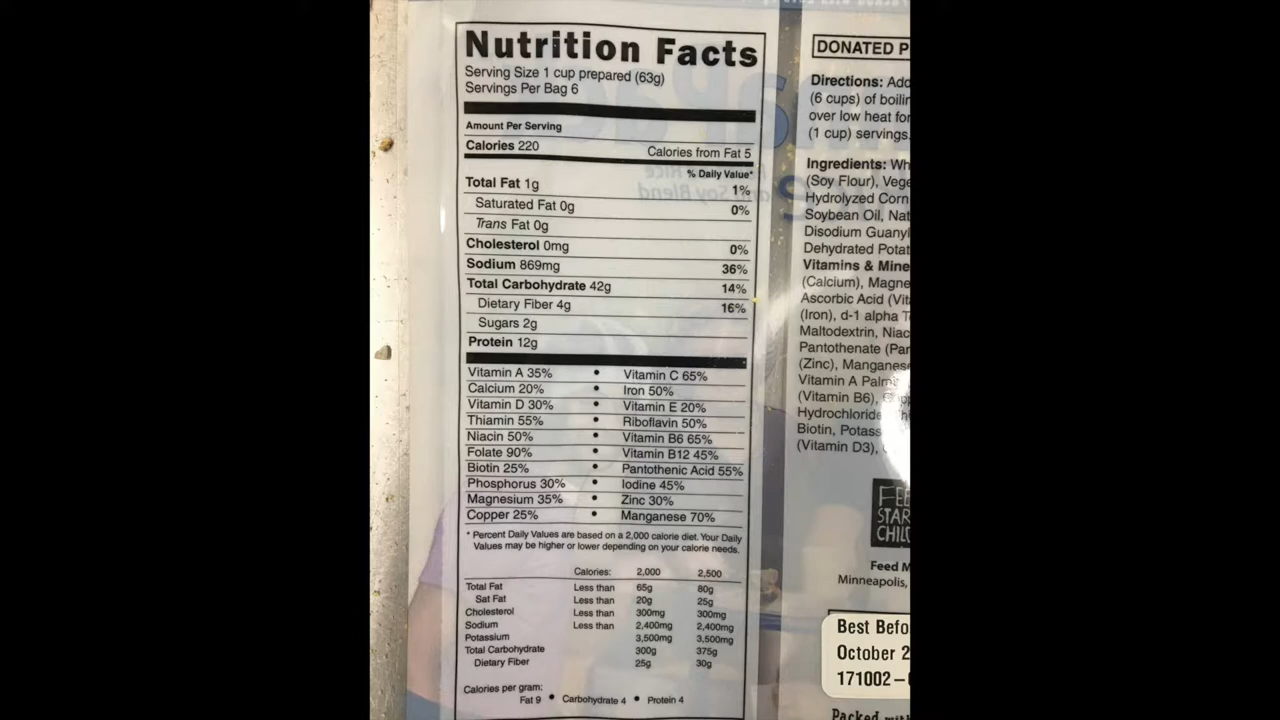 Nutrition Facts
Serving Size 1 cup prepared (63g)
Servings Per Bag 6
Amount Per Serving
Calories 220 Calories from Fat 5
% Daily Value*
Total Fat 1g 1%
Saturated Fat 0g 0%
Trans Fat 0g
Cholesterol 0mg 0%
Sodium 869mg 36%
Total Carbohydrate 42g 14%
Dietary Fiber 4g 16%
Sugars 2g
Protein 12g
Vitamin A 35% • Vitamin C 65%
Calcium 20% • Iron 50%
Vitamin D 30% • Vitamin E 20%
Thiamin 55% • Riboflavin 50%
Niacin 50% • Vitamin B6 65%
Folate 90% • Vitamin B12 45%
Biotin 25% • Pantothenic Acid 55%
Phosphorus 30% • Iodine 45%
Magnesium 35% • Zinc 30%
Copper 25% • Manganese 70%
* Percent Daily Values are based on a 2,000 calorie diet. Your Daily
Values may be higher or lower depending on your calorie needs.
Calories: 2,000 2,500
Total Fat Less than 65g 80g
Sat Fat Less than 20g 25g
Cholesterol Less than 300mg 300mg
Sodium Less than 2,400mg 2,400mg
Potassium 3,500mg 3,500mg
Total Carbohydrate 300g 375g
Dietary Fiber 25g 30g
Calories per gram:
Fat 9 • Carbohydrate 4 • Protein 4
DONATED P
Directions: Add
(6 cups) of boilin
over low heat for
(1 cup) servings.
Ingredients: Wh
(Soy Flour), Vege
Hydrolyzed Corn
Soybean Oil, Nat
Disodium Guanyl
Dehydrated Potat
Vitamins & Mine
(Calcium), Magne
Ascorbic Acid (Vit
(Iron), d-1 alpha T
Maltodextrin, Niac
Pantothenate (Pan
(Zinc), Manganese
Vitamin A Palm
(Vitamin B6),
Hydrochloride
Biotin, Potass
(Vitamin D3),
FEE
STAR
CHIL
Feed M
Minneapolis,
Best Befo
October 2
171002–
Packed with